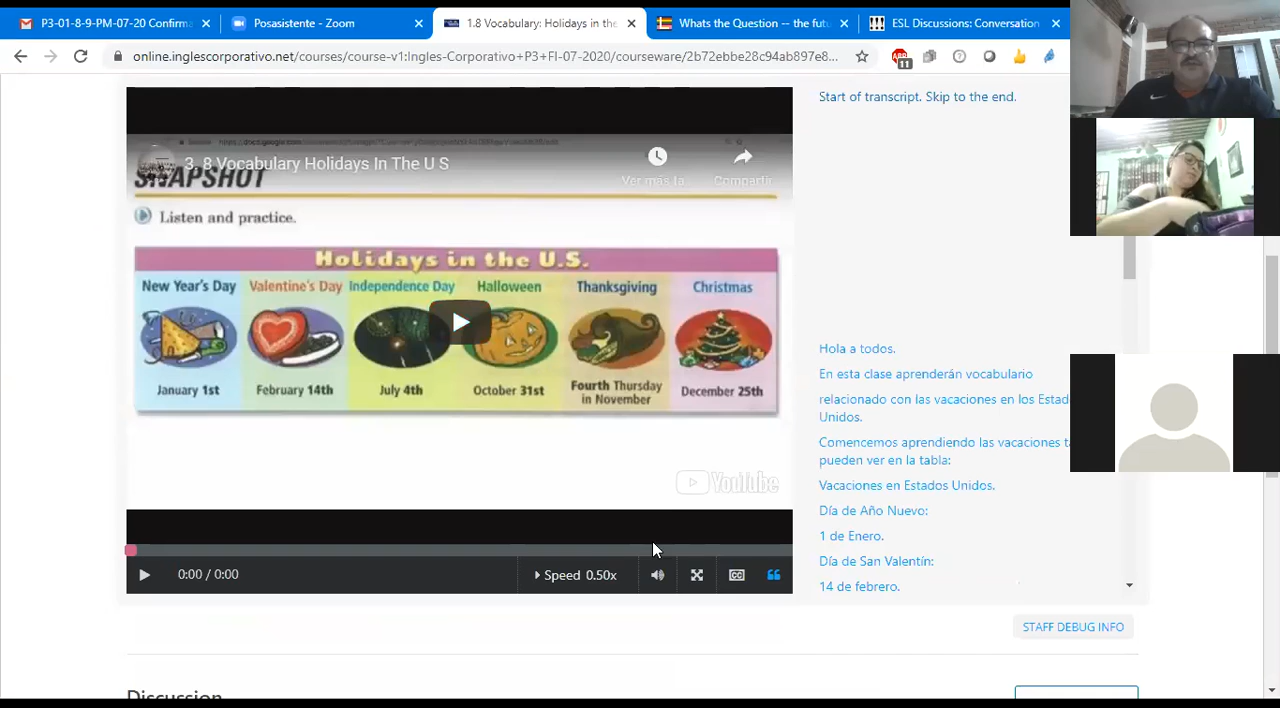 P3-01-8-9-PM-07-20 Confirma
Posasistente - Zoom
1.8 Vocabulary: Holidays in the
Whats the Question -- the futu
ESL Discussions: Conversation
online.inglescorporativo.net/courses/course-v1:Ingles-Corporativo+P3+FI-07-2020/courseware/2b72ebbe28c94ab897e8...
11
3. 8 Vocabulary Holidays In The U S
SNAPSHOT
Ver más ta
Compartir
Listen and practice.
Holidays in the U.S.
New Year's Day
Valentine's Day
Independence Day
Halloween
Thanksgiving
Christmas
January 1st
February 14th
July 4th
October 31st
Fourth Thursday
in November
December 25th
YouTube
0:00 / 0:00
Speed 0.50x
CC
Start of transcript. Skip to the end.
Hola a todos.
En esta clase aprenderán vocabulario
relacionado con las vacaciones en los Estad
Unidos.
Comencemos aprendiendo las vacaciones t
pueden ver en la tabla:
Vacaciones en Estados Unidos.
Día de Año Nuevo:
1 de Enero.
Día de San Valentín:
14 de febrero.
STAFF DEBUG INFO
Discussion